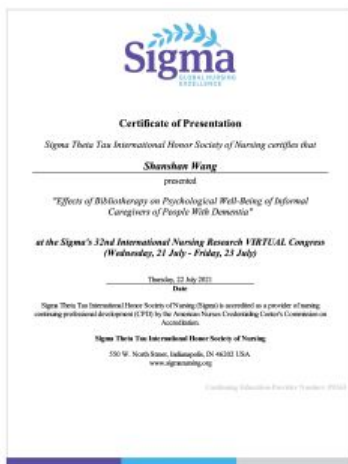 Sigma
GLOBAL NURSING
EXCELLENCE
Certificate of Presentation
Sigma Theta Tau International Honor Society of Nursing certifies that
Shanshan Wang
presented
"Effects of Bibliotherapy on Psychological Well-Being of Informal
Caregivers of People With Dementia"
at the Sigma's 32nd International Nursing Research VIRTUAL Congress
(Wednesday, 21 July - Friday, 23 July)
Thursday, 22 July 2021
Date
Sigma Theta Tau International Honor Society of Nursing (Sigma) is accredited as a provider of nursing
continuing professional development (CPD) by the American Nurses Credentialing Center's Commission on
Accreditation.
Sigma Theta Tau International Honor Society of Nursing
550 W. North Street, Indianapolis, IN 46202 USA
www.sigmanursing.org
Continuing Education Provider Number: